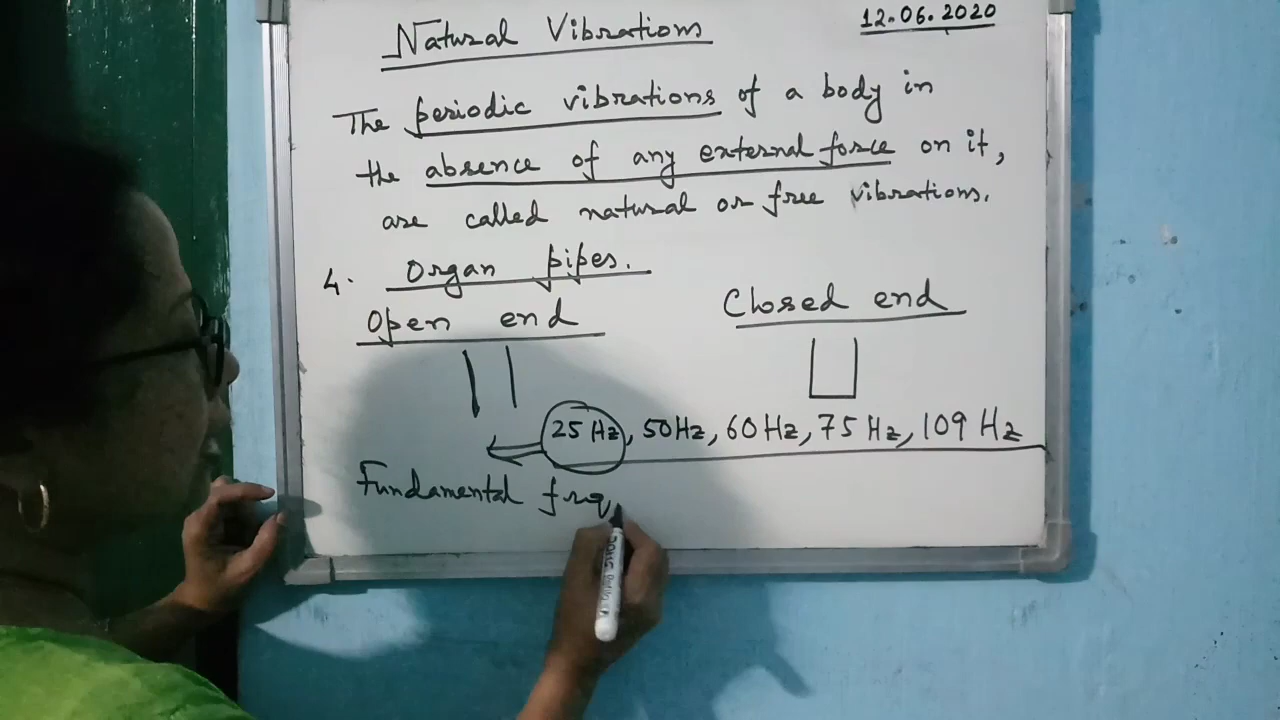 Natural Vibrations
12.06.2020
The periodic vibrations of a body in
the absence of any external force on it,
are called natural or free vibrations.
4. Organ pipes.
Open end
Closed end
25 Hz, 50Hz, 60 Hz, 75 Hz, 109 Hz
Fundamental freq